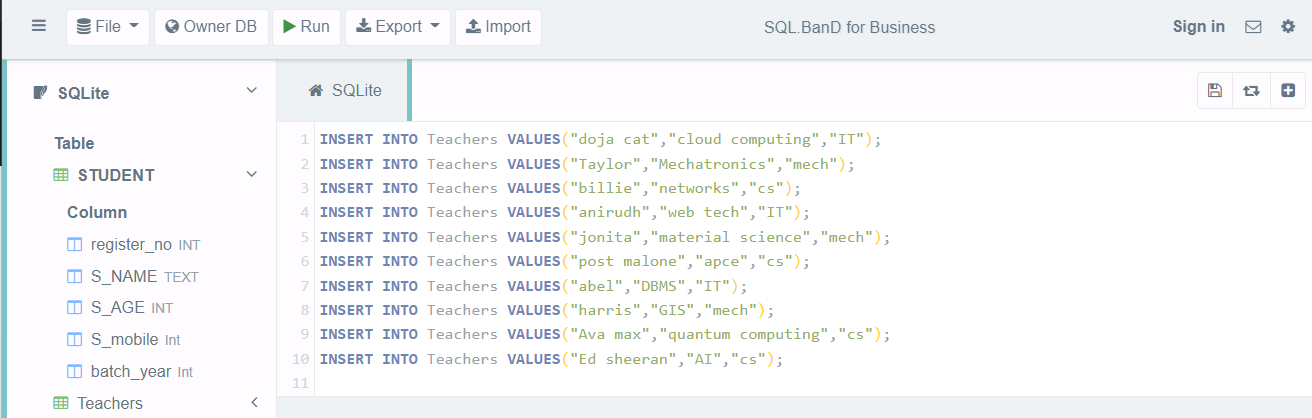 File Owner DB Run Export Import SQL.BanD for Business Sign in
SQLite
SQLite
Table
STUDENT
Column
register_no INT
S_NAME TEXT
S_AGE INT
S_mobile Int
batch_year Int
Teachers
1 INSERT INTO Teachers VALUES("doja cat","cloud computing","IT");
2 INSERT INTO Teachers VALUES("Taylor","Mechatronics","mech");
3 INSERT INTO Teachers VALUES("billie","networks","cs");
4 INSERT INTO Teachers VALUES("anirudh","web tech","IT");
5 INSERT INTO Teachers VALUES("jonita","material science","mech");
6 INSERT INTO Teachers VALUES("post malone","apce","cs");
7 INSERT INTO Teachers VALUES("abel","DBMS","IT");
8 INSERT INTO Teachers VALUES("harris","GIS","mech");
9 INSERT INTO Teachers VALUES("Ava max","quantum computing","cs");
10 INSERT INTO Teachers VALUES("Ed sheeran","AI","cs");
11